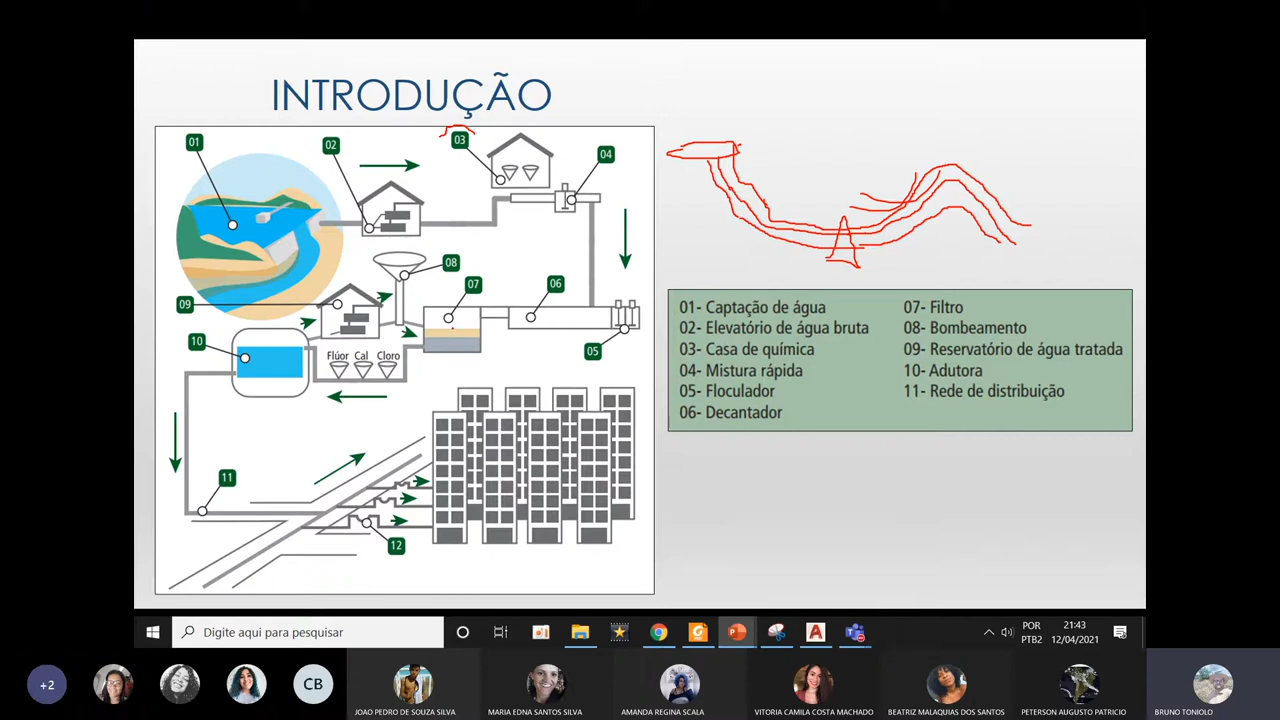 INTRODUÇÃO
01
02
03
04
08
07
06
09
10
05
Flúor Cal Cloro
11
12
01- Captação de água
02- Elevatório de água bruta
03- Casa de química
04- Mistura rápida
05- Floculador
06- Decantador
07- Filtro
08- Bombeamento
09- Reservatório de água tratada
10- Adutora
11- Rede de distribuição
Digite aqui para pesquisar
POR
PTB2
21:43
12/04/2021
+2
CB
JOAO PEDRO DE SOUZA SILVA
MARIA EDNA SANTOS SILVA
AMANDA REGINA SCALA
VITORIA CAMILA COSTA MACHADO
BEATRIZ MALAQUIAS DOS SANTOS
PETERSON AUGUSTO PATRICIO
BRUNO TONIOLO